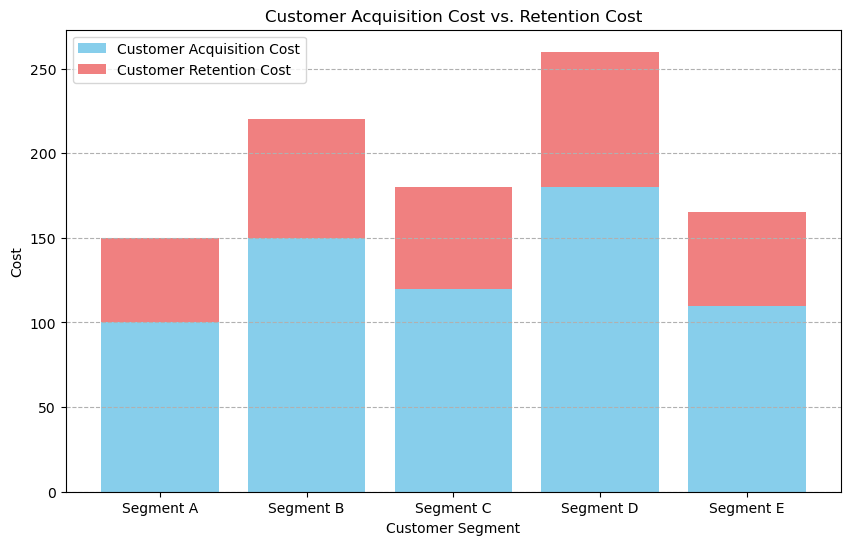 Customer Acquisition Cost vs. Retention Cost
Customer Acquisition Cost
Customer Retention Cost
250
200
150
100
50
0
Cost
Segment A
Segment B
Segment C
Segment D
Segment E
Customer Segment